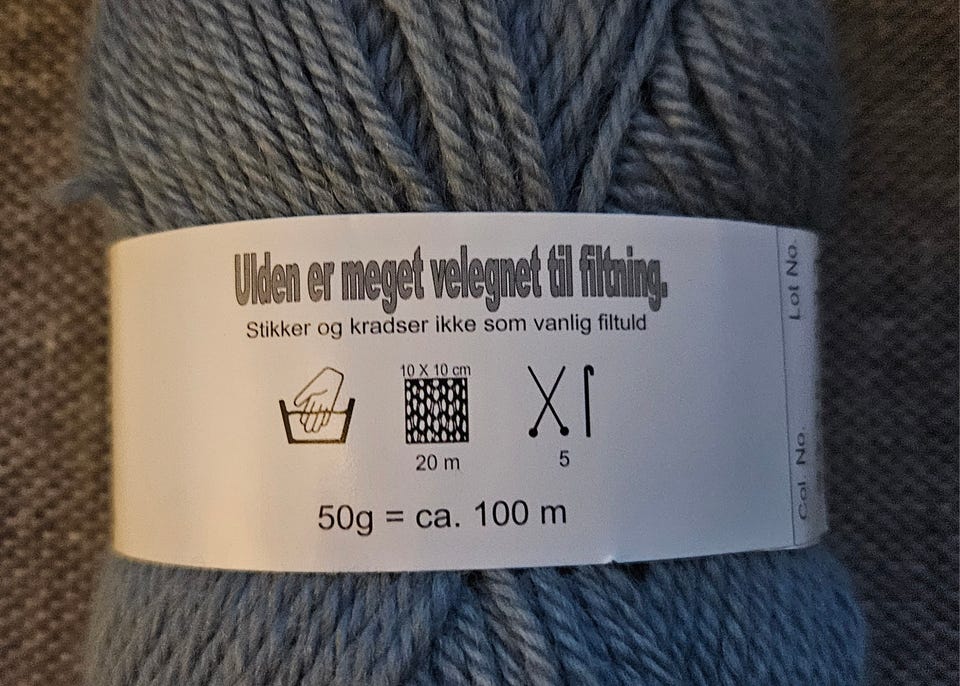 Ulden er meget velegnet til filtning.
Stikker og kradser ikke som vanlig filtuld
10 X 10 cm
20 m
5
50g = ca. 100 m
Lot No.
Col. No.